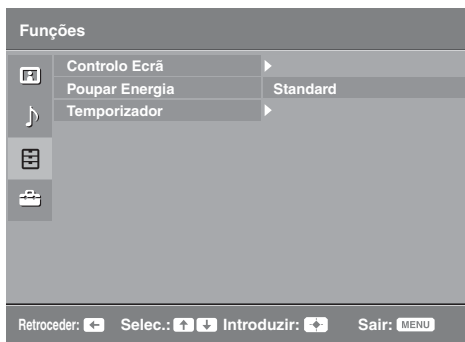 Funções
Controlo Ecrã
Poupar Energia Standard
Temporizador
Retroceder: Selec.: Introduzir: Sair: MENU